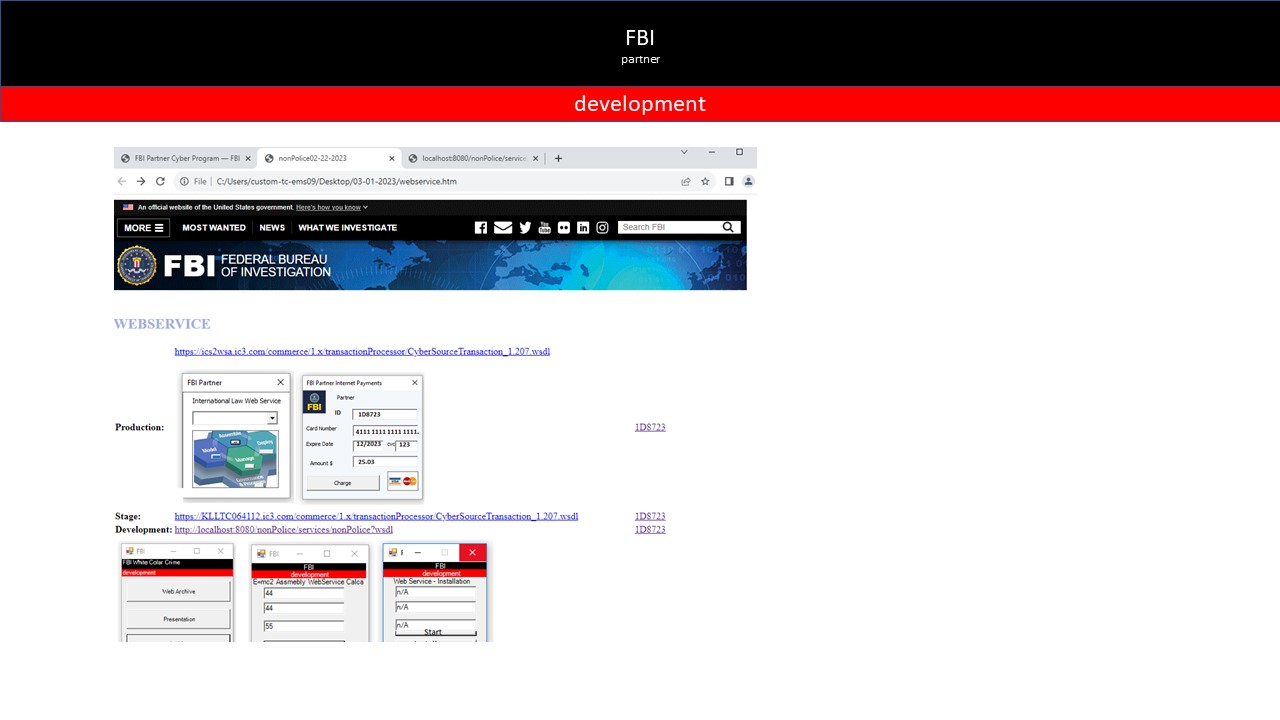 FBI
partner
development
FBI Partner Cyber Program — FBI
nonPolice02-22-2023
localhost:8080/nonPolice/service
File
C:/Users/custom-tc-ems09/Desktop/03-01-2023/webservice.htm
An official website of the United States government. Here's how you know
MORE
MOST WANTED
NEWS
WHAT WE INVESTIGATE
Search FBI
FBI
FEDERAL BUREAU
OF INVESTIGATION
WEBSERVICE
https://ics2wsa.ic3.com/commerce/1.x/transactionProcessor/CyberSourceTransaction_1.207.wsdl
Production:
FBI Partner
International Law Web Service
FBI Partner Internet Payments
FBI
Partner
ID
1D8723
Card Number
4111 1111 1111 1111
Expire Date
12/2023
cvc
123
Amount $
25.03
Charge
VISA
1D8723
Stage:
https://KLLTC064112.ic3.com/commerce/1.x/transactionProcessor/CyberSourceTransaction_1.207.wsdl
1D8723
Development:
http://localhost:8080/nonPolice/services/nonPolice?wsdl
1D8723
FBI
FBI White Colar Crime
development
Web Archive
Presentation
FBI
FBI
development
E=mc2 Assmebly WebService Calca
44
44
55
FBI
development
Web Service - Installation
n/A
n/A
n/A
Start